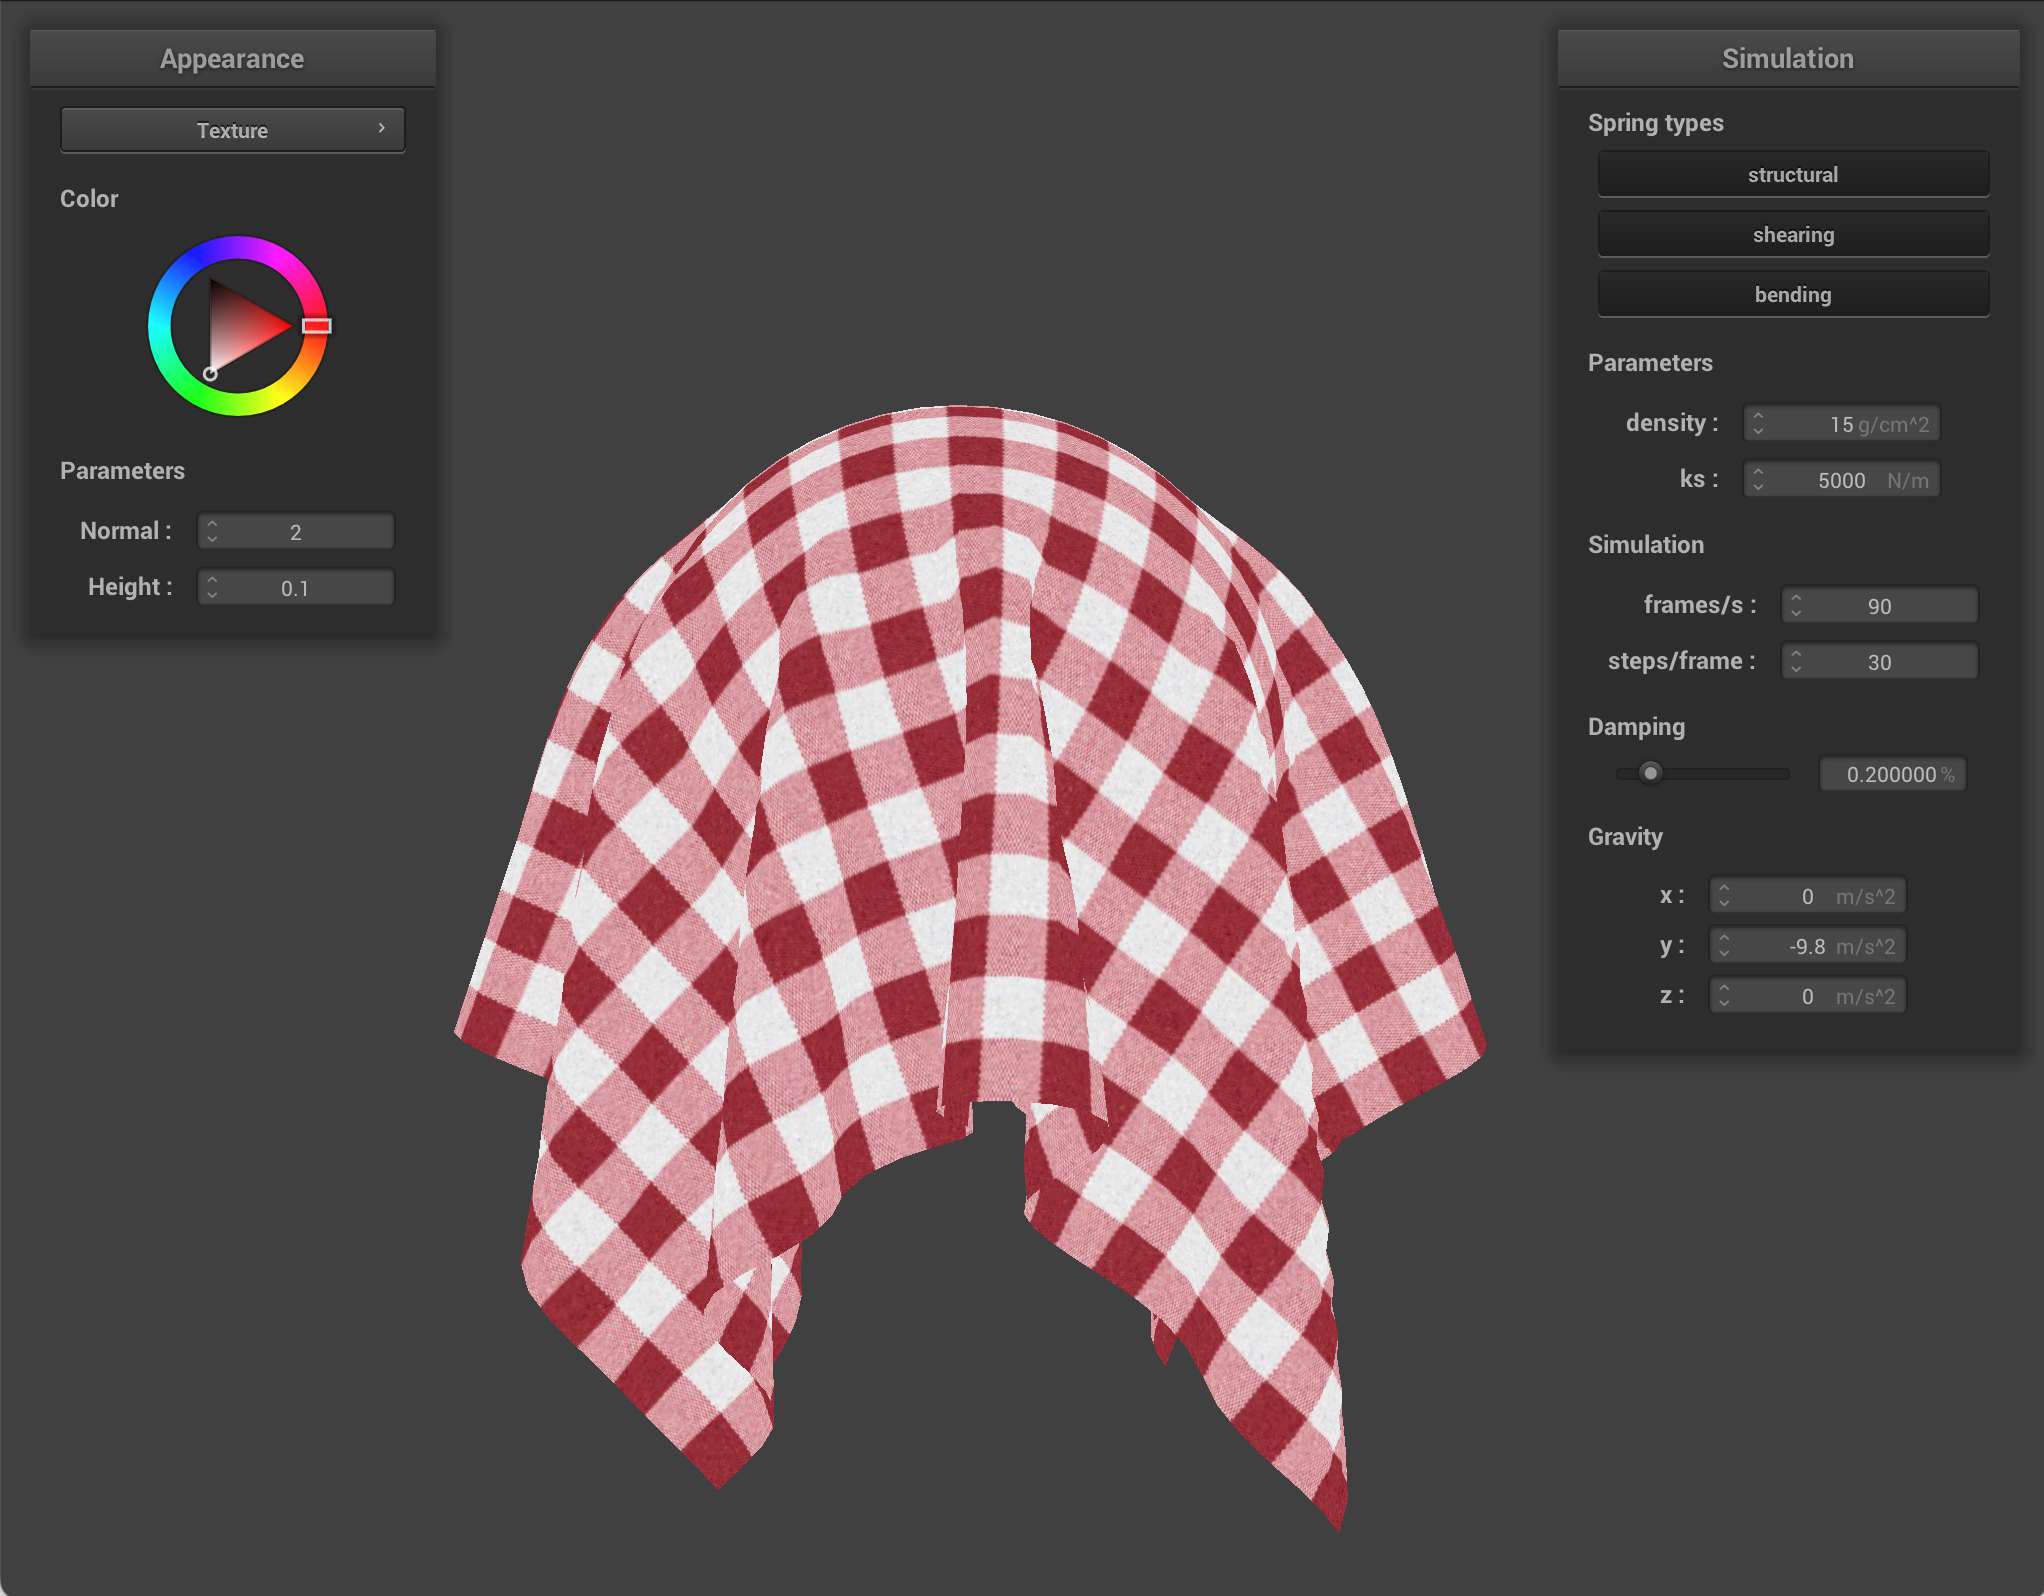 Appearance
Texture
Color
Parameters
Normal : 2
Height : 0.1
Simulation
Spring types
structural
shearing
bending
Parameters
density : 15 g/cm^2
ks : 5000 N/m
Simulation
frames/s : 90
steps/frame : 30
Damping
0.200000 %
Gravity
x : 0 m/s^2
y : -9.8 m/s^2
z : 0 m/s^2